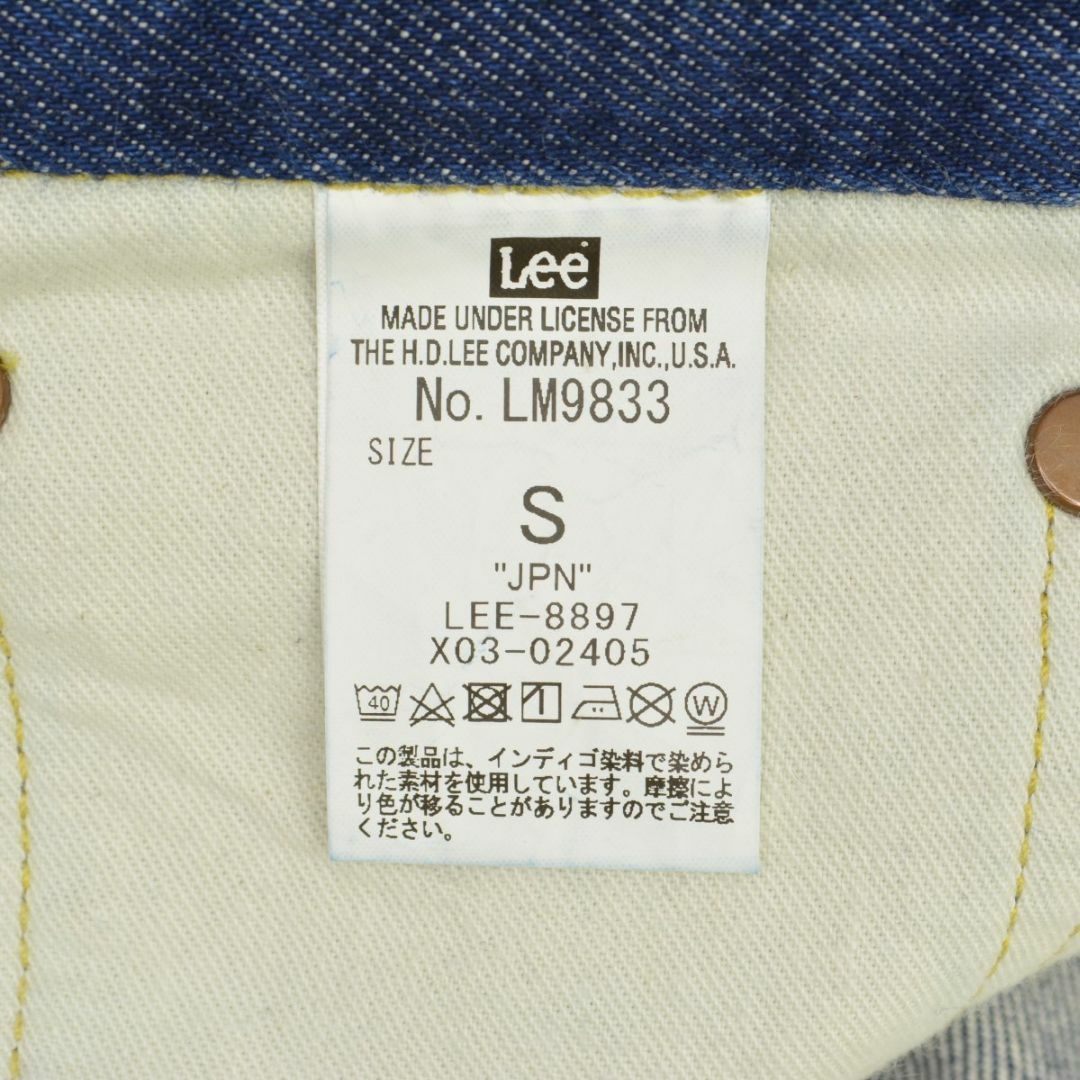 Lee
MADE UNDER LICENSE FROM
THE H.D.LEE COMPANY,INC.,U.S.A.
No. LM9833
SIZE
S
"JPN"
LEE-8897
X03-02405
40
W
この製品は、インディゴ染料で染めら
れた素材を使用しています。摩擦によ
り色が移ることがありますのでご注意
ください。